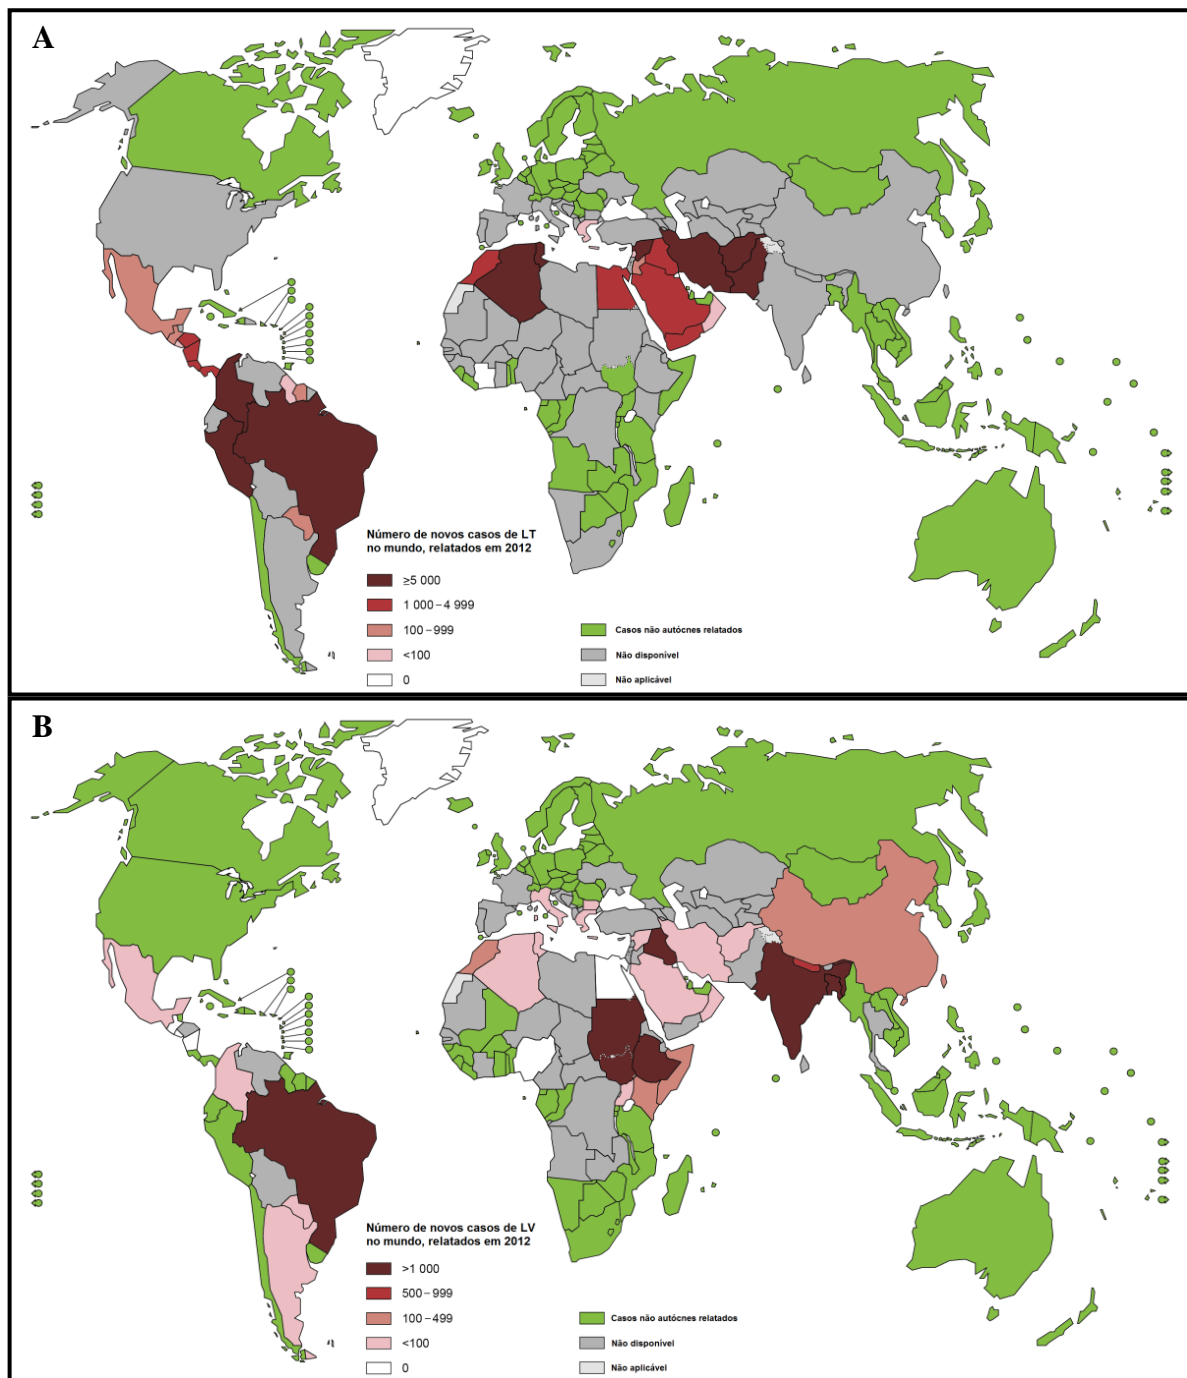 A
Número de novos casos de LT
no mundo, relatados em 2012
≥5 000
1 000–4 999
100–999
<100
0
Casos não autócnes relatados
Não disponível
Não aplicável
B
Número de novos casos de LV
no mundo, relatados em 2012
>1 000
500–999
100–499
<100
0
Casos não autócnes relatados
Não disponível
Não aplicável